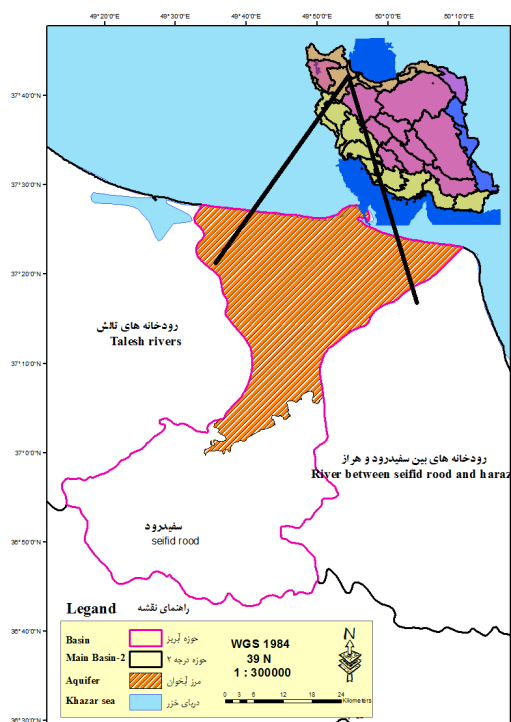 49°20'0"E 49°30'0"E 49°40'0"E 49°50'0"E 50°0'0"E 50°10'0"E
37°40'0"N
37°30'0"N
37°20'0"N
37°10'0"N
37°0'0"N
36°50'0"N
36°40'0"N
36°30'0"N
رودخانه های تالش
Talesh rivers
رودخانه های بین سفیدرود و هراز
River between seifid rood and haraz
سفیدرود
seifid rood
Legand راهنمای نقشه
Basin حوزه آبریز
Main Basin-2 حوزه درجه ۲
Aquifer مرز آبخوان
Khazar sea دریای خزر
WGS 1984
39 N
1 : 300000
N
0 3 6 12 18 24
Kilometers